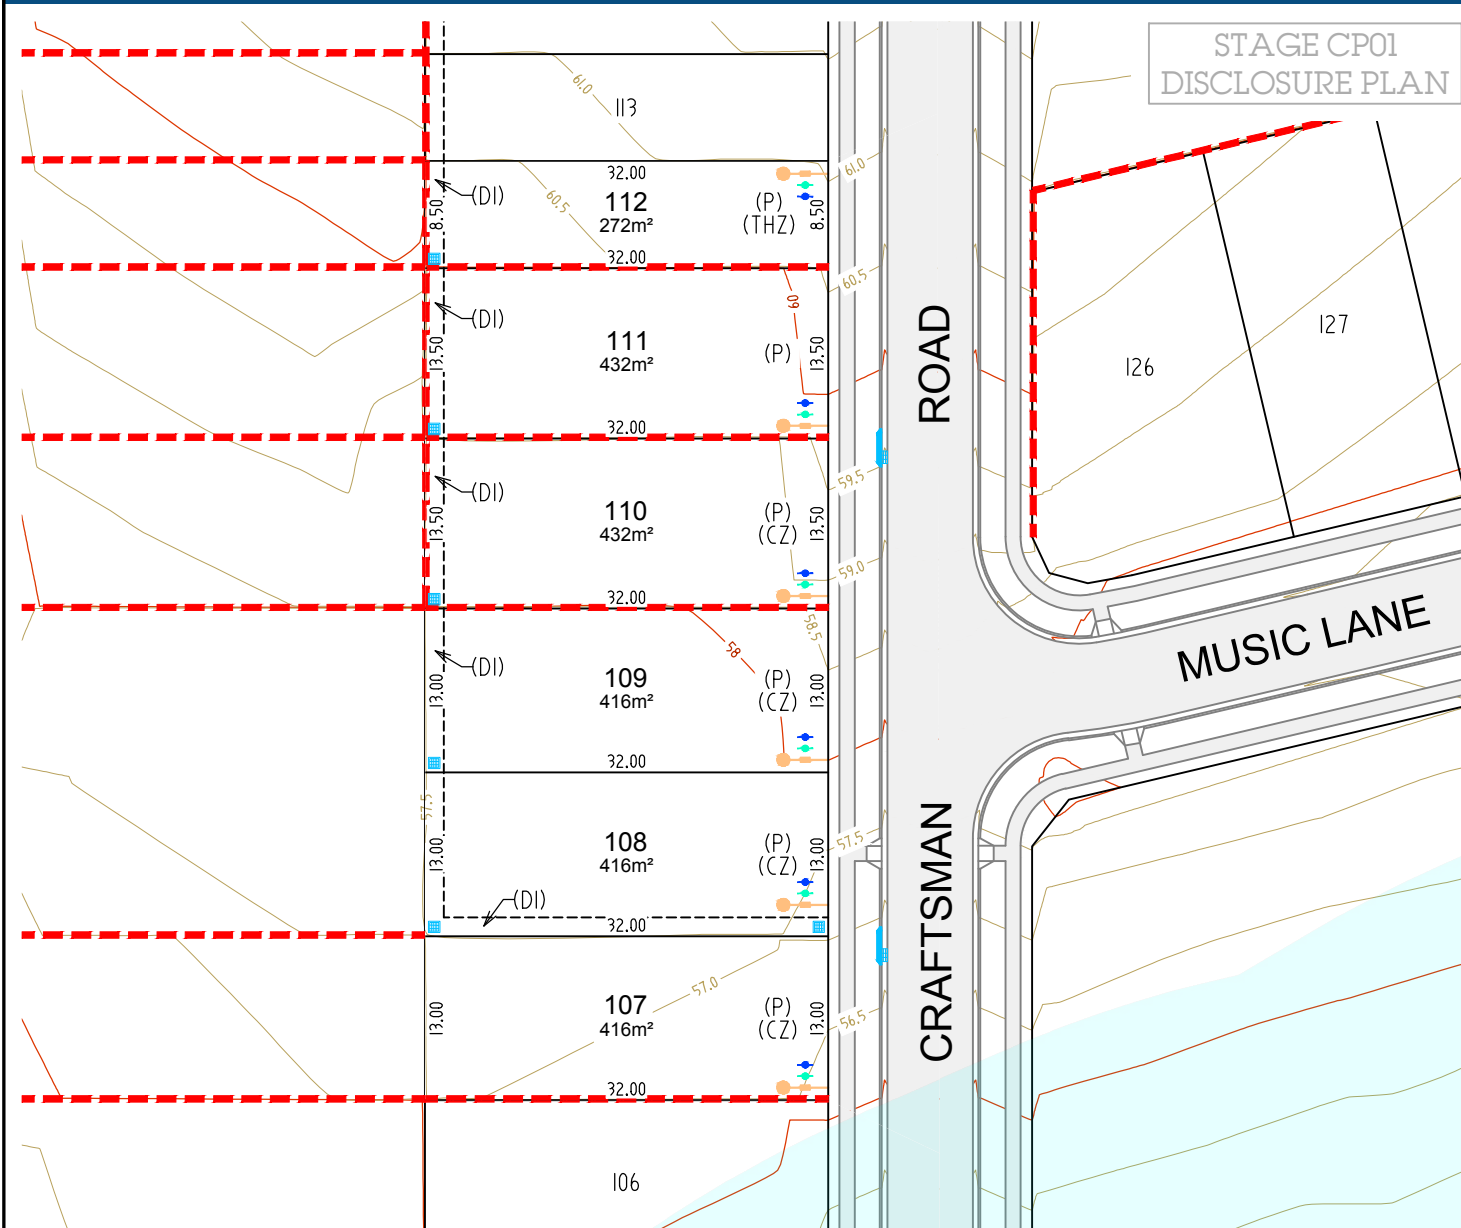 STAGE CP01
DISCLOSURE PLAN
61.0
113
32.00
(DI)
8.50
60.5
112
272m²
(P)
(THZ)
8.50
61.0
32.00
60.5
(DI)
13.50
111
432m²
60
(P)
13.50
32.00
ROAD
126
127
(DI)
13.50
110
432m²
(P)
(CZ)
13.50
59.5
59.0
32.00
58.5
(DI)
13.00
109
416m²
58
(P)
(CZ)
13.00
32.00
MUSIC LANE
57.5
13.00
108
416m²
(P)
(CZ)
13.00
57.5
(DI)
32.00
CRAFTSMAN
57.0
13.00
107
416m²
(P)
(CZ)
13.00
56.5
32.00
106